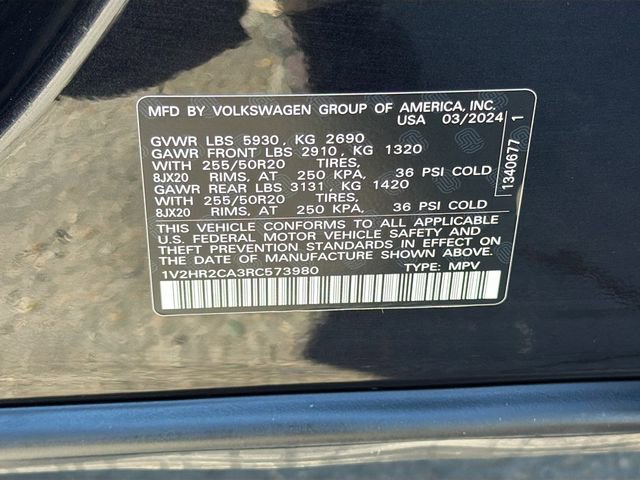 MFD BY VOLKSWAGEN GROUP OF AMERICA, INC.
USA 03/2024
GVWR LBS 5930 , KG 2690
GAWR FRONT LBS 2910 , KG 1320
WITH 255/50R20 TIRES,
8JX20 RIMS, AT 250 KPA, 36 PSI COLD
GAWR REAR LBS 3131 , KG 1420
WITH 255/50R20 TIRES,
8JX20 RIMS, AT 250 KPA, 36 PSI COLD
THIS VEHICLE CONFORMS TO ALL APPLICABLE
U.S. FEDERAL MOTOR VEHICLE SAFETY AND
THEFT PREVENTION STANDARDS IN EFFECT ON
THE DATE OF MANUFACTURE SHOWN ABOVE.
1V2HR2CA3RC573980 TYPE: MPV
1340677 1